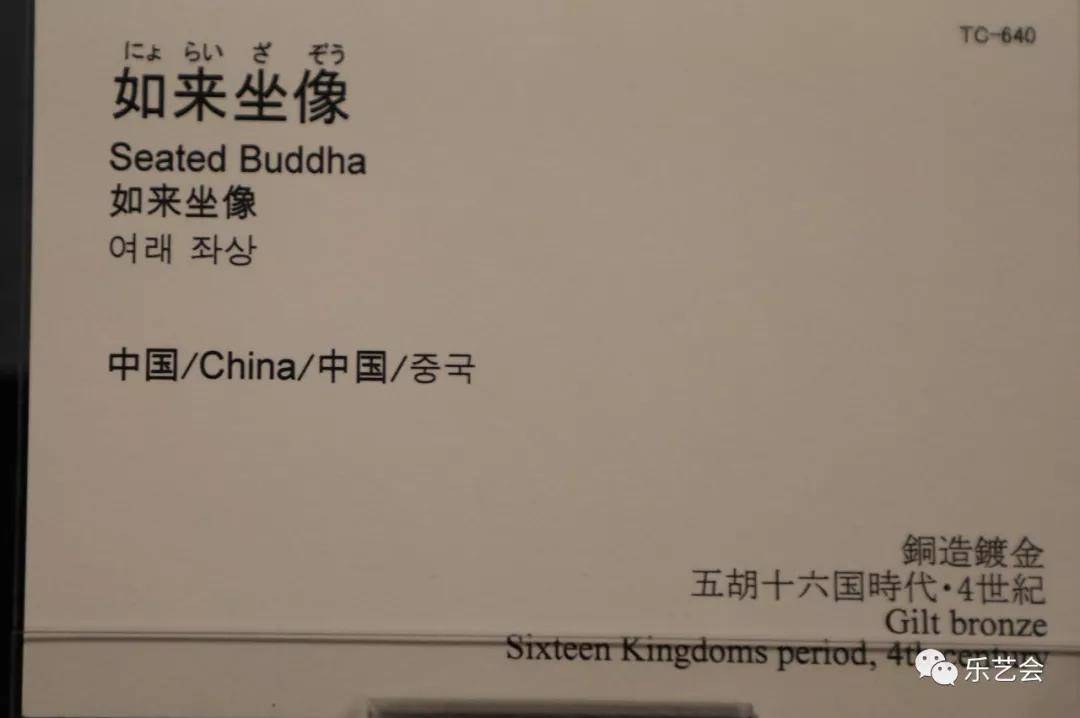 TC-640
にょ らい ざ ぞう
如来坐像
Seated Buddha
如来坐像
여래 좌상
中国/China/中国/중국
銅造鍍金
五胡十六国時代・4世紀
Gilt bronze
Sixteen Kingdoms period, 4th century
乐艺会